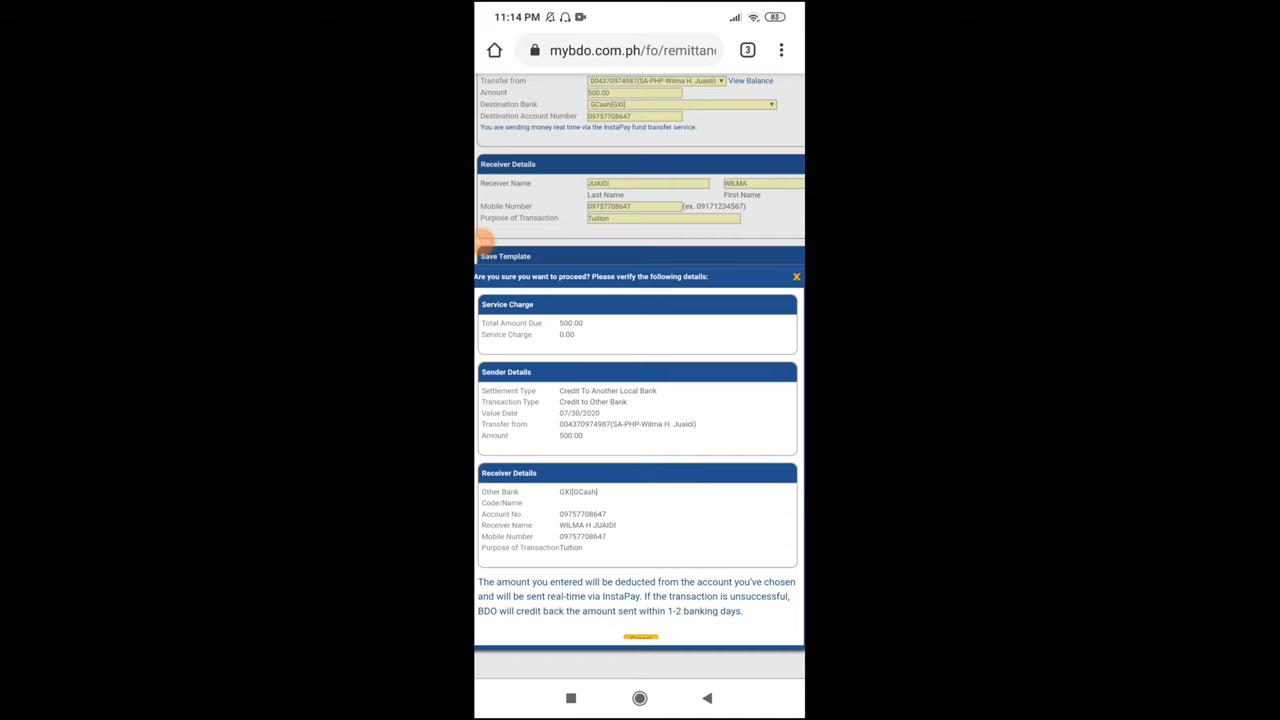 11:14 PM 83
mybdo.com.ph/fo/remittanc 3
Transfer from 004370974987(SA-PHP-Wilma H. Juaidi) View Balance
Amount 500.00
Destination Bank GCash[GXI]
Destination Account Number 09757708647
You are sending money real time via the InstaPay fund transfer service.
Receiver Details
Receiver Name JUAIDI WILMA
Last Name First Name
Mobile Number 09757708647 (ex. 09171234567)
Purpose of Transaction Tuition
Save Template
Are you sure you want to proceed? Please verify the following details: X
Service Charge
Total Amount Due 500.00
Service Charge 0.00
Sender Details
Settlement Type Credit To Another Local Bank
Transaction Type Credit to Other Bank
Value Date 07/30/2020
Transfer from 004370974987(SA-PHP-Wilma H. Juaidi)
Amount 500.00
Receiver Details
Other Bank GXI[GCash]
Code/Name
Account No 09757708647
Receiver Name WILMA H JUAIDI
Mobile Number 09757708647
Purpose of Transaction Tuition
The amount you entered will be deducted from the account you've chosen
and will be sent real-time via InstaPay. If the transaction is unsuccessful,
BDO will credit back the amount sent within 1-2 banking days.
Cancel